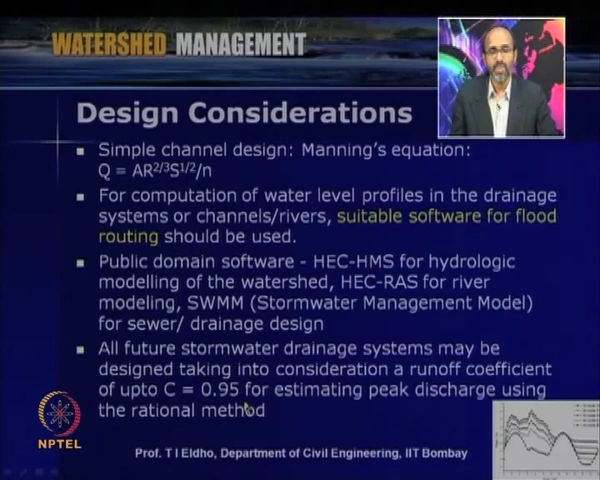 WATERSHED MANAGEMENT
Design Considerations
Simple channel design: Manning's equation:
Q = AR2/3S1/2/n
For computation of water level profiles in the drainage
systems or channels/rivers, suitable software for flood
routing should be used.
Public domain software - HEC-HMS for hydrologic
modelling of the watershed, HEC-RAS for river
modeling, SWMM (Stormwater Management Model)
for sewer/ drainage design
All future stormwater drainage systems may be
designed taking into consideration a runoff coefficient
of upto C = 0.95 for estimating peak discharge using
the rational method
NPTEL
Prof. T I Eldho, Department of Civil Engineering, IIT Bombay